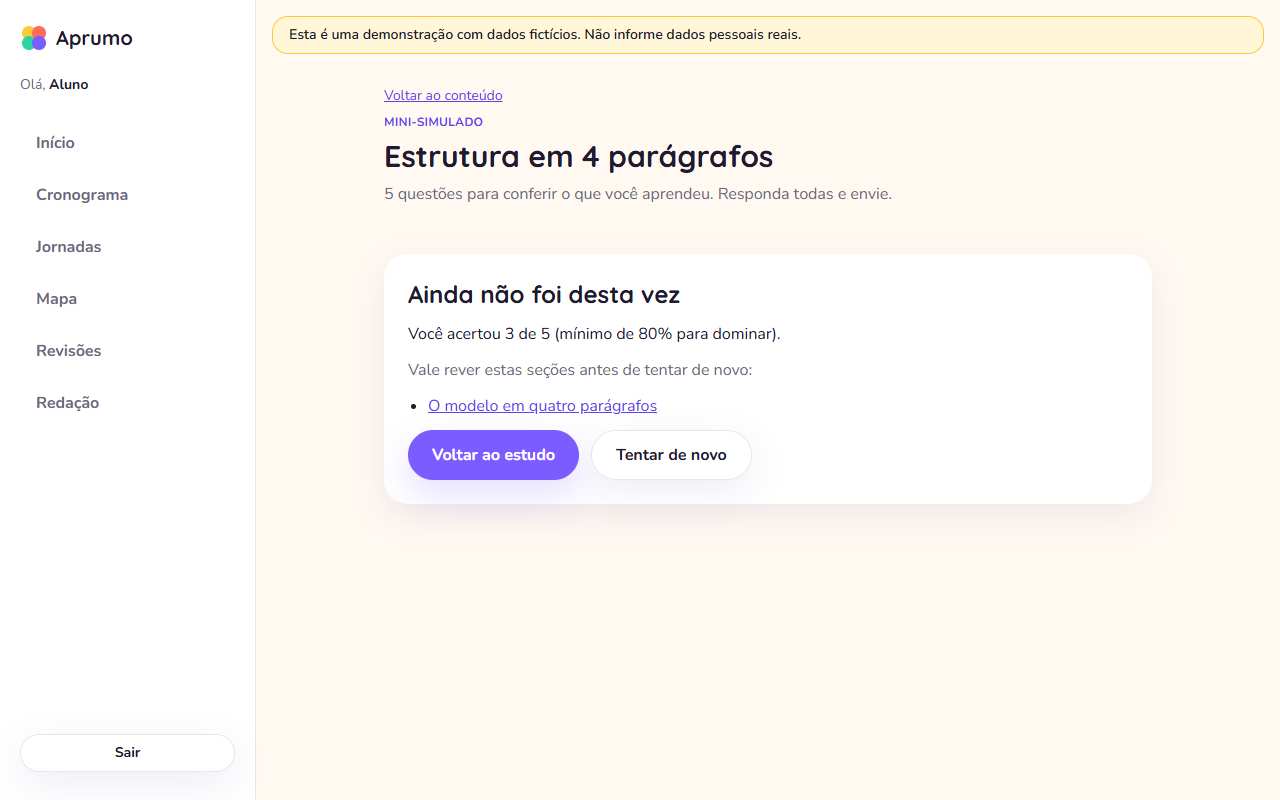 Aprumo
Olá, Aluno
Início
Cronograma
Jornadas
Mapa
Revisões
Redação
Sair
Esta é uma demonstração com dados fictícios. Não informe dados pessoais reais.
Voltar ao conteúdo
MINI-SIMULADO
Estrutura em 4 parágrafos
5 questões para conferir o que você aprendeu. Responda todas e envie.
Ainda não foi desta vez
Você acertou 3 de 5 (mínimo de 80% para dominar).
Vale rever estas seções antes de tentar de novo:
• O modelo em quatro parágrafos
Voltar ao estudo
Tentar de novo